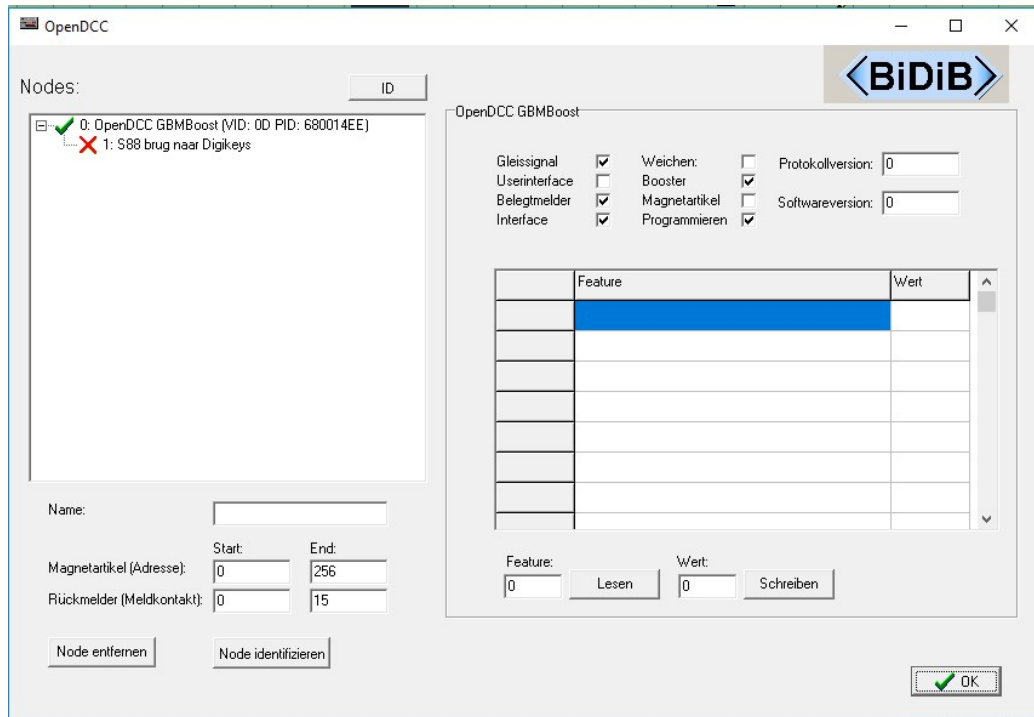 OpenDCC
BiDiB
Nodes:
ID
0: OpenDCC GBMBoost (VID: 0D PID: 680014EE)
1: S88 brug naar Digikeys
OpenDCC GBMBoost
Gleissignal
Weichen:
Protokollversion: 0
Userinterface
Booster
Belegtmelder
Magnetartikel
Softwareversion: 0
Interface
Programmieren
Feature
Wert
Name:
Start:
End:
Magnetartikel (Adresse): 0 256
Rückmelder (Meldkontakt): 0 15
Feature:
Wert:
0
Lesen
0
Schreiben
Node entfernen
Node identifizieren
OK